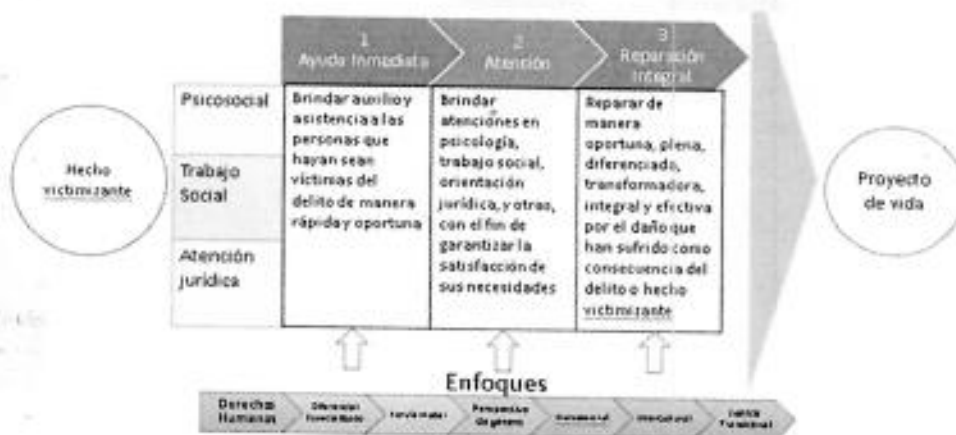 1
Ayuda Inmediata
2
Atención
3
Reparación
Integral
Hecho
victimizante
Psicosocial
Trabajo
Social
Atención
jurídica
Brindar auxilio y
asistencia a las
personas que
hayan sean
víctimas del
delito de manera
rápida y oportuna
Brindar
atenciones en
psicología,
trabajo social,
orientación
jurídica, y otras,
con el fin de
garantizar la
satisfacción de
sus necesidades
Reparar de
manera
oportuna, plena,
diferenciada,
transformadora,
integral y efectiva
por el daño que
han sufrido como
consecuencia del
delito o hecho
victimizante
Proyecto
de vida
Enfoques
Derechos
Humanos
Diferencial
Perspectiva
de género